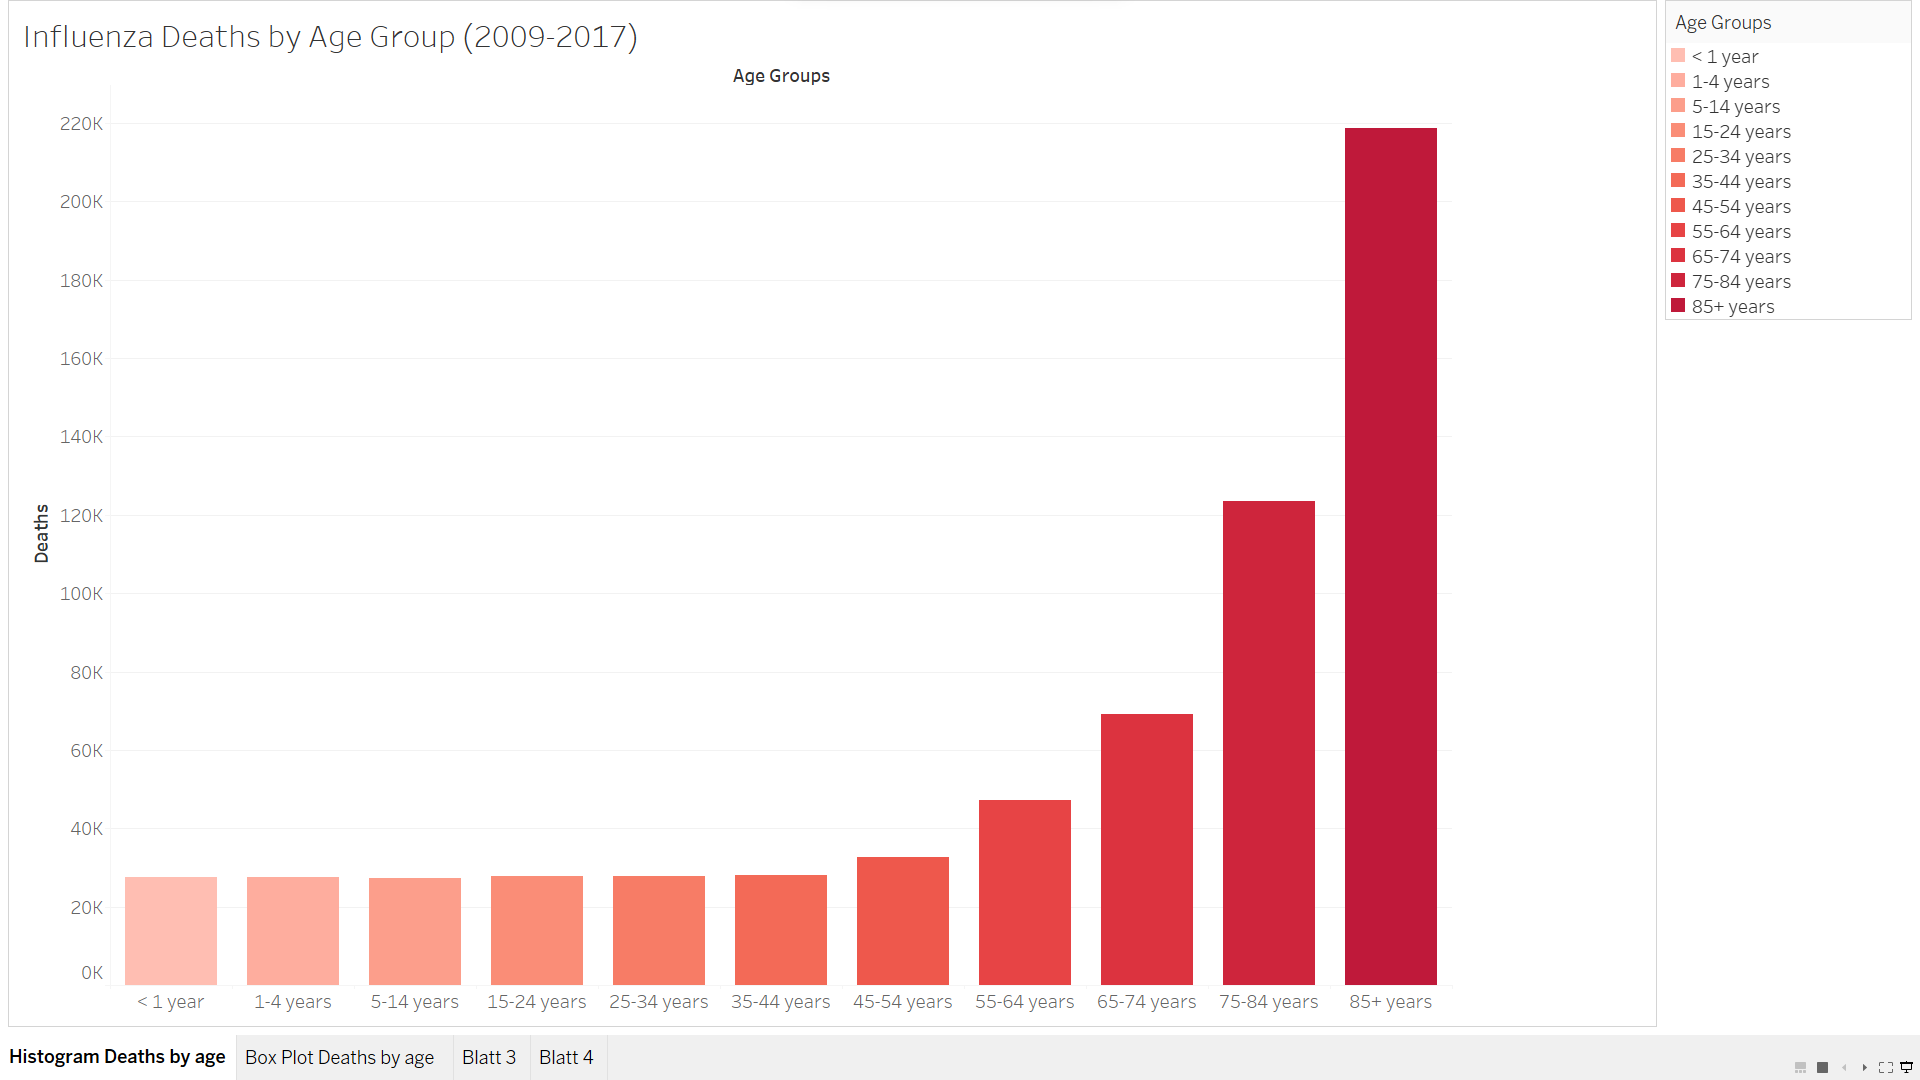 Influenza Deaths by Age Group (2009-2017)
Age Groups
220K
200K
180K
160K
140K
120K
100K
80K
60K
40K
20K
0K
Deaths
< 1 year
1-4 years
5-14 years
15-24 years
25-34 years
35-44 years
45-54 years
55-64 years
65-74 years
75-84 years
85+ years
Age Groups
< 1 year
1-4 years
5-14 years
15-24 years
25-34 years
35-44 years
45-54 years
55-64 years
65-74 years
75-84 years
85+ years
Histogram Deaths by age
Box Plot Deaths by age
Blatt 3
Blatt 4